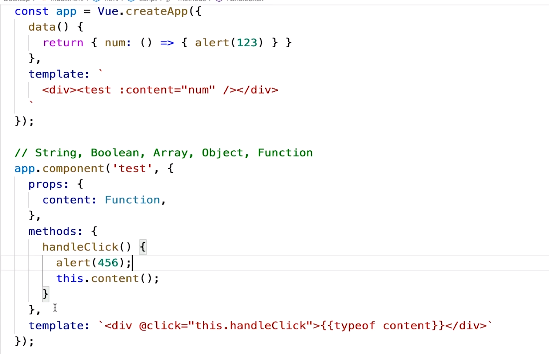 const app = Vue.createApp({
  data() {
    return { num: () => { alert(123) } }
  },
  template: `
    <div><test :content="num" /></div>
  `
});

// String, Boolean, Array, Object, Function
app.component('test', {
  props: {
    content: Function,
  },
  methods: {
    handleClick() {
      alert(456);
      this.content();
    }
  },
  template: `<div @click="this.handleClick">{{typeof content}}</div>`
});